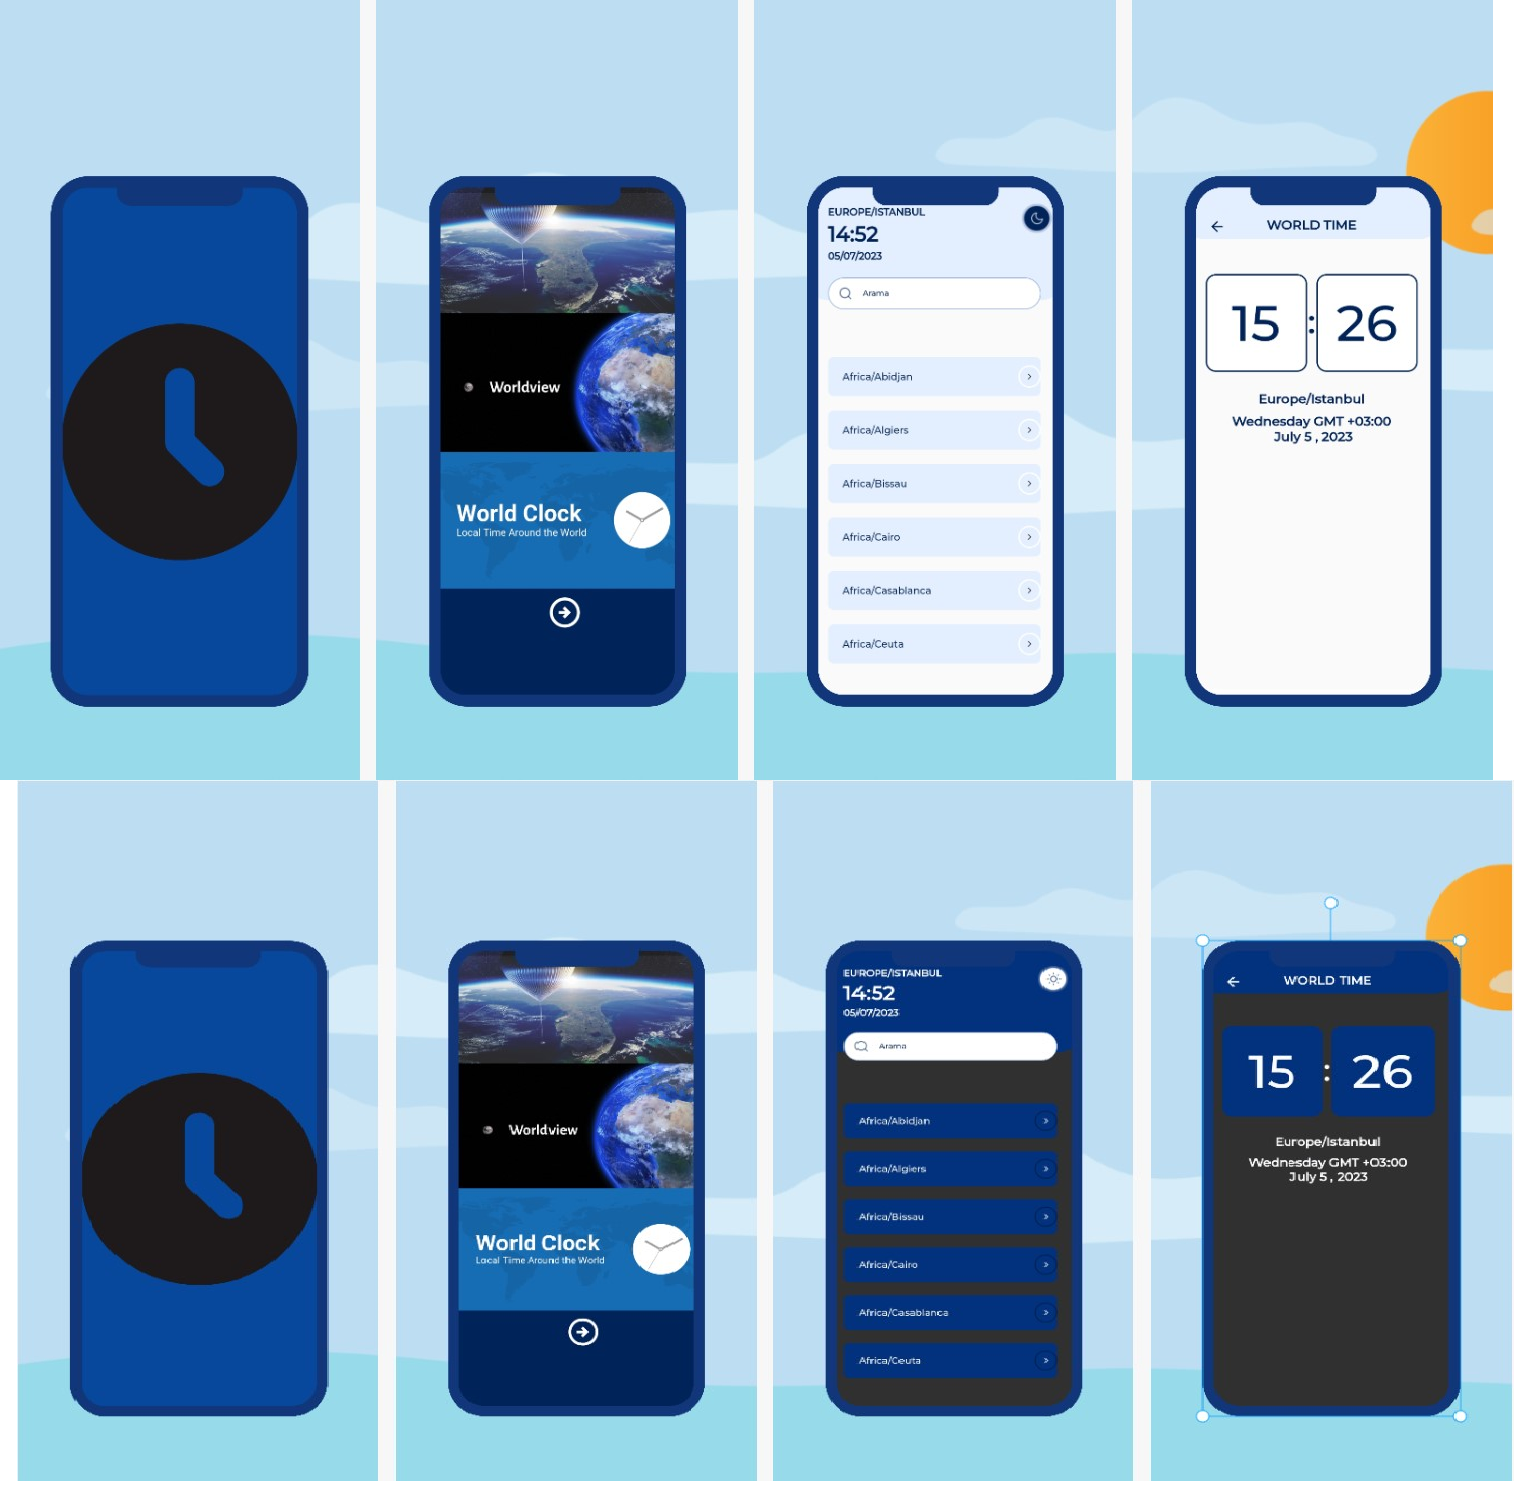 Worldview
World Clock
Local Time Around the World
EUROPE/ISTANBUL
14:52
05/07/2023
Arama
Africa/Abidjan
Africa/Algiers
Africa/Bissau
Africa/Cairo
Africa/Casablanca
Africa/Ceuta
WORLD TIME
15 : 26
Europe/Istanbul
Wednesday GMT +03:00
July 5 , 2023
Worldview
World Clock
Local Time Around the World
EUROPE/ISTANBUL
14:52
05/07/2023
Arama
Africa/Abidjan
Africa/Algiers
Africa/Bissau
Africa/Cairo
Africa/Casablanca
Africa/Ceuta
WORLD TIME
15 : 26
Europe/Istanbul
Wednesday GMT +03:00
July 5 , 2023